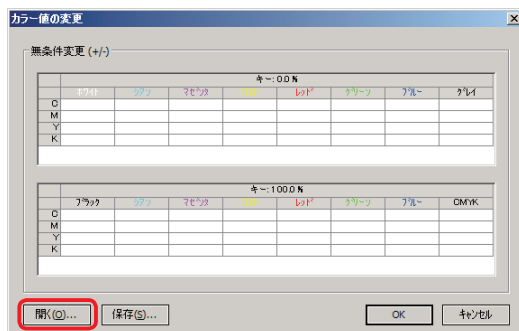 カラー値の変更
無条件変更 (+/-)
キー: 0.0 %
ホワイト シアン マゼンタ イエロー レッド グリーン ブルー グレイ
C
M
Y
K
キー: 100.0 %
ブラック シアン マゼンタ イエロー レッド グリーン ブルー CMYK
C
M
Y
K
開く(O)... 保存(S)... OK キャンセル